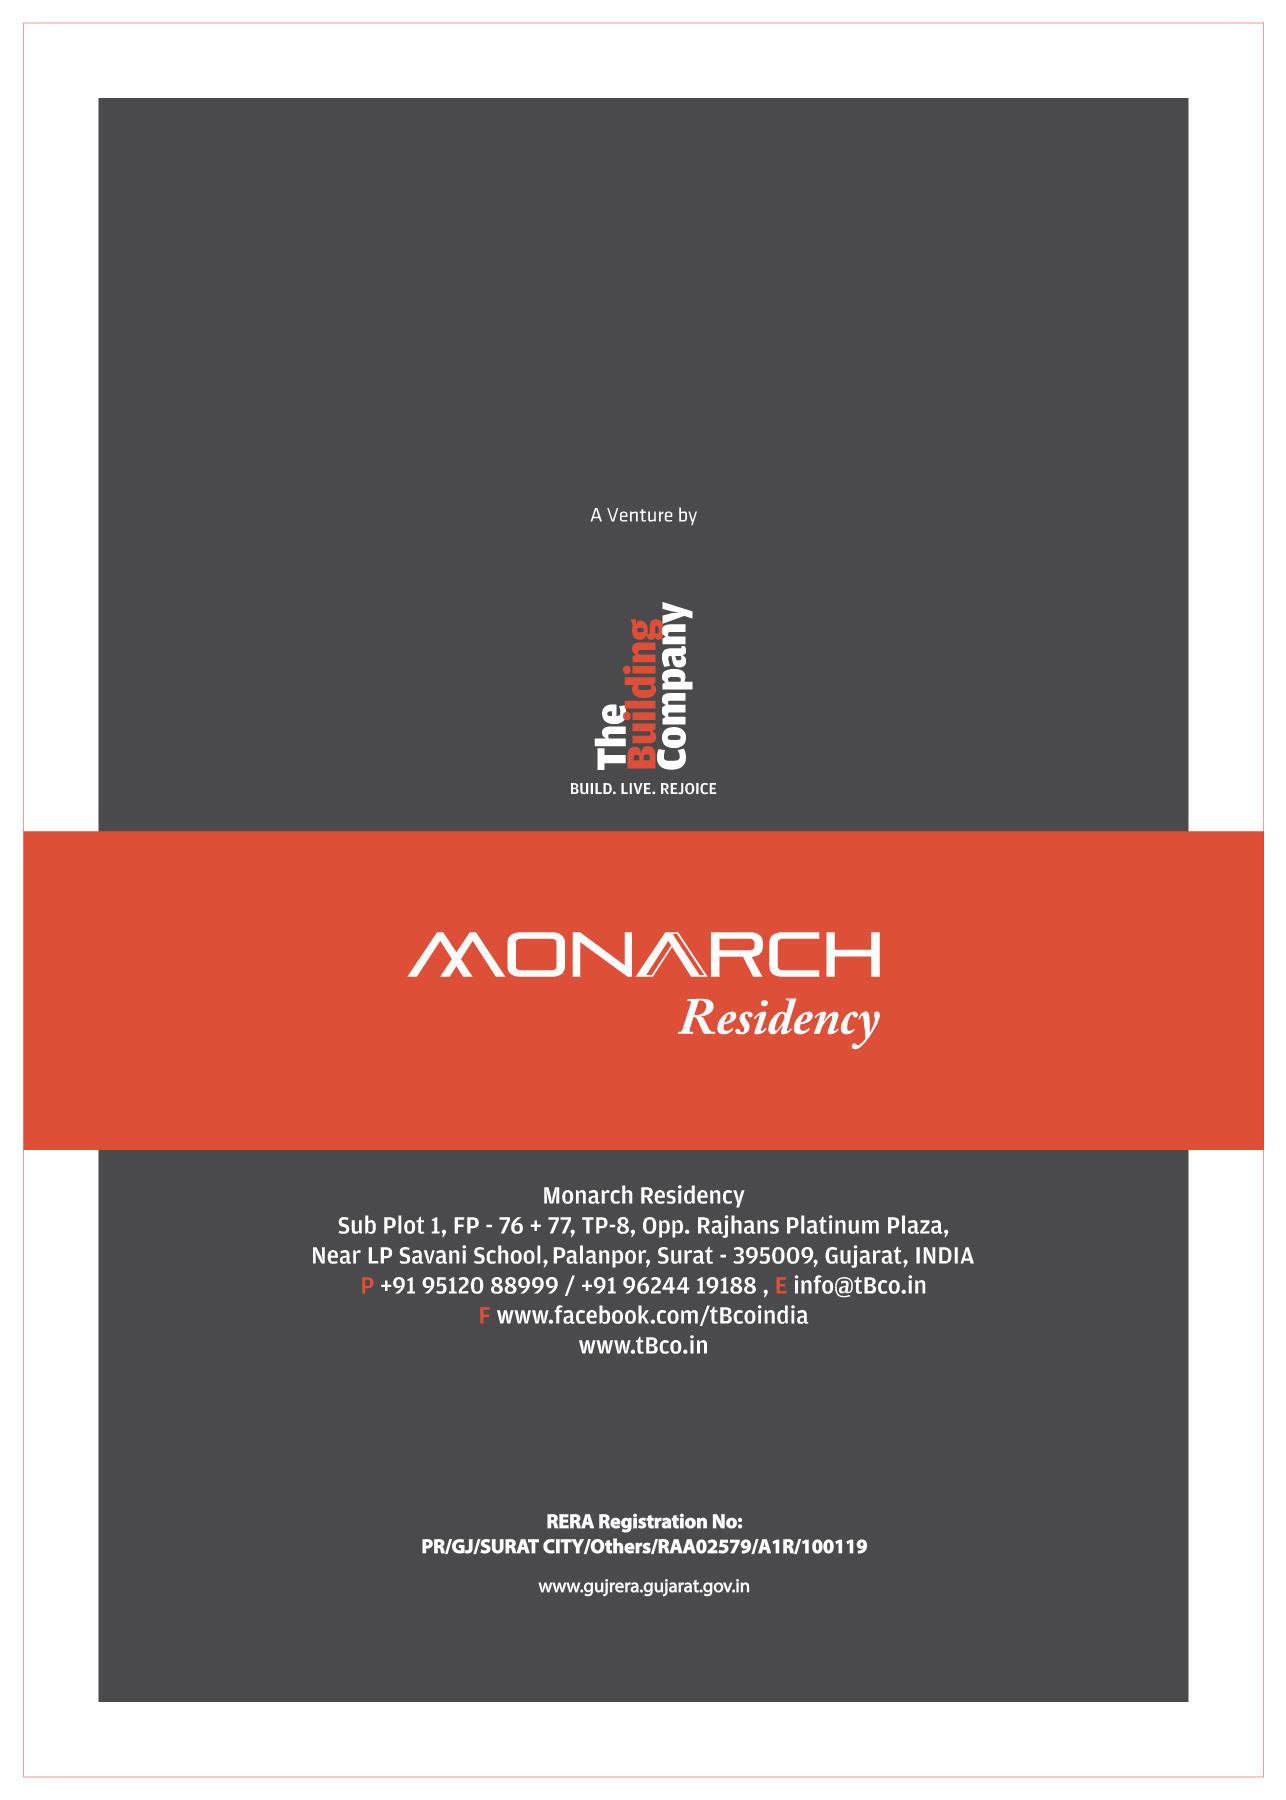 A Venture by
The
Building
Company
BUILD. LIVE. REJOICE
MONARCH
Residency
Monarch Residency
Sub Plot 1, FP - 76 + 77, TP-8, Opp. Rajhans Platinum Plaza,
Near LP Savani School, Palanpor, Surat - 395009, Gujarat, INDIA
P +91 95120 88999 / +91 96244 19188 , E info@tBco.in
F www.facebook.com/tBcoindia
www.tBco.in
RERA Registration No:
PR/GJ/SURAT CITY/Others/RAA02579/A1R/100119
www.gujrera.gujarat.gov.in